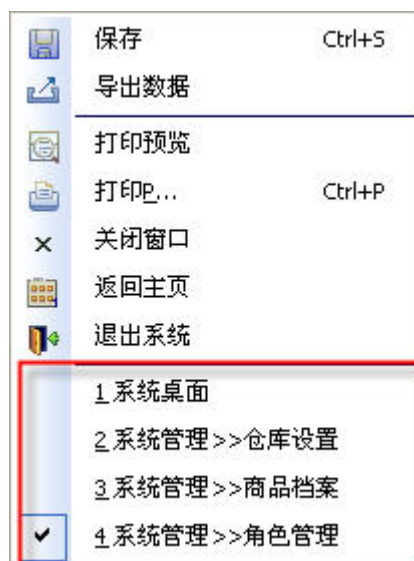 保存 Ctrl+S
导出数据
打印预览
打印P... Ctrl+P
关闭窗口
返回主页
退出系统
1 系统桌面
2 系统管理>>仓库设置
3 系统管理>>商品档案
4 系统管理>>角色管理